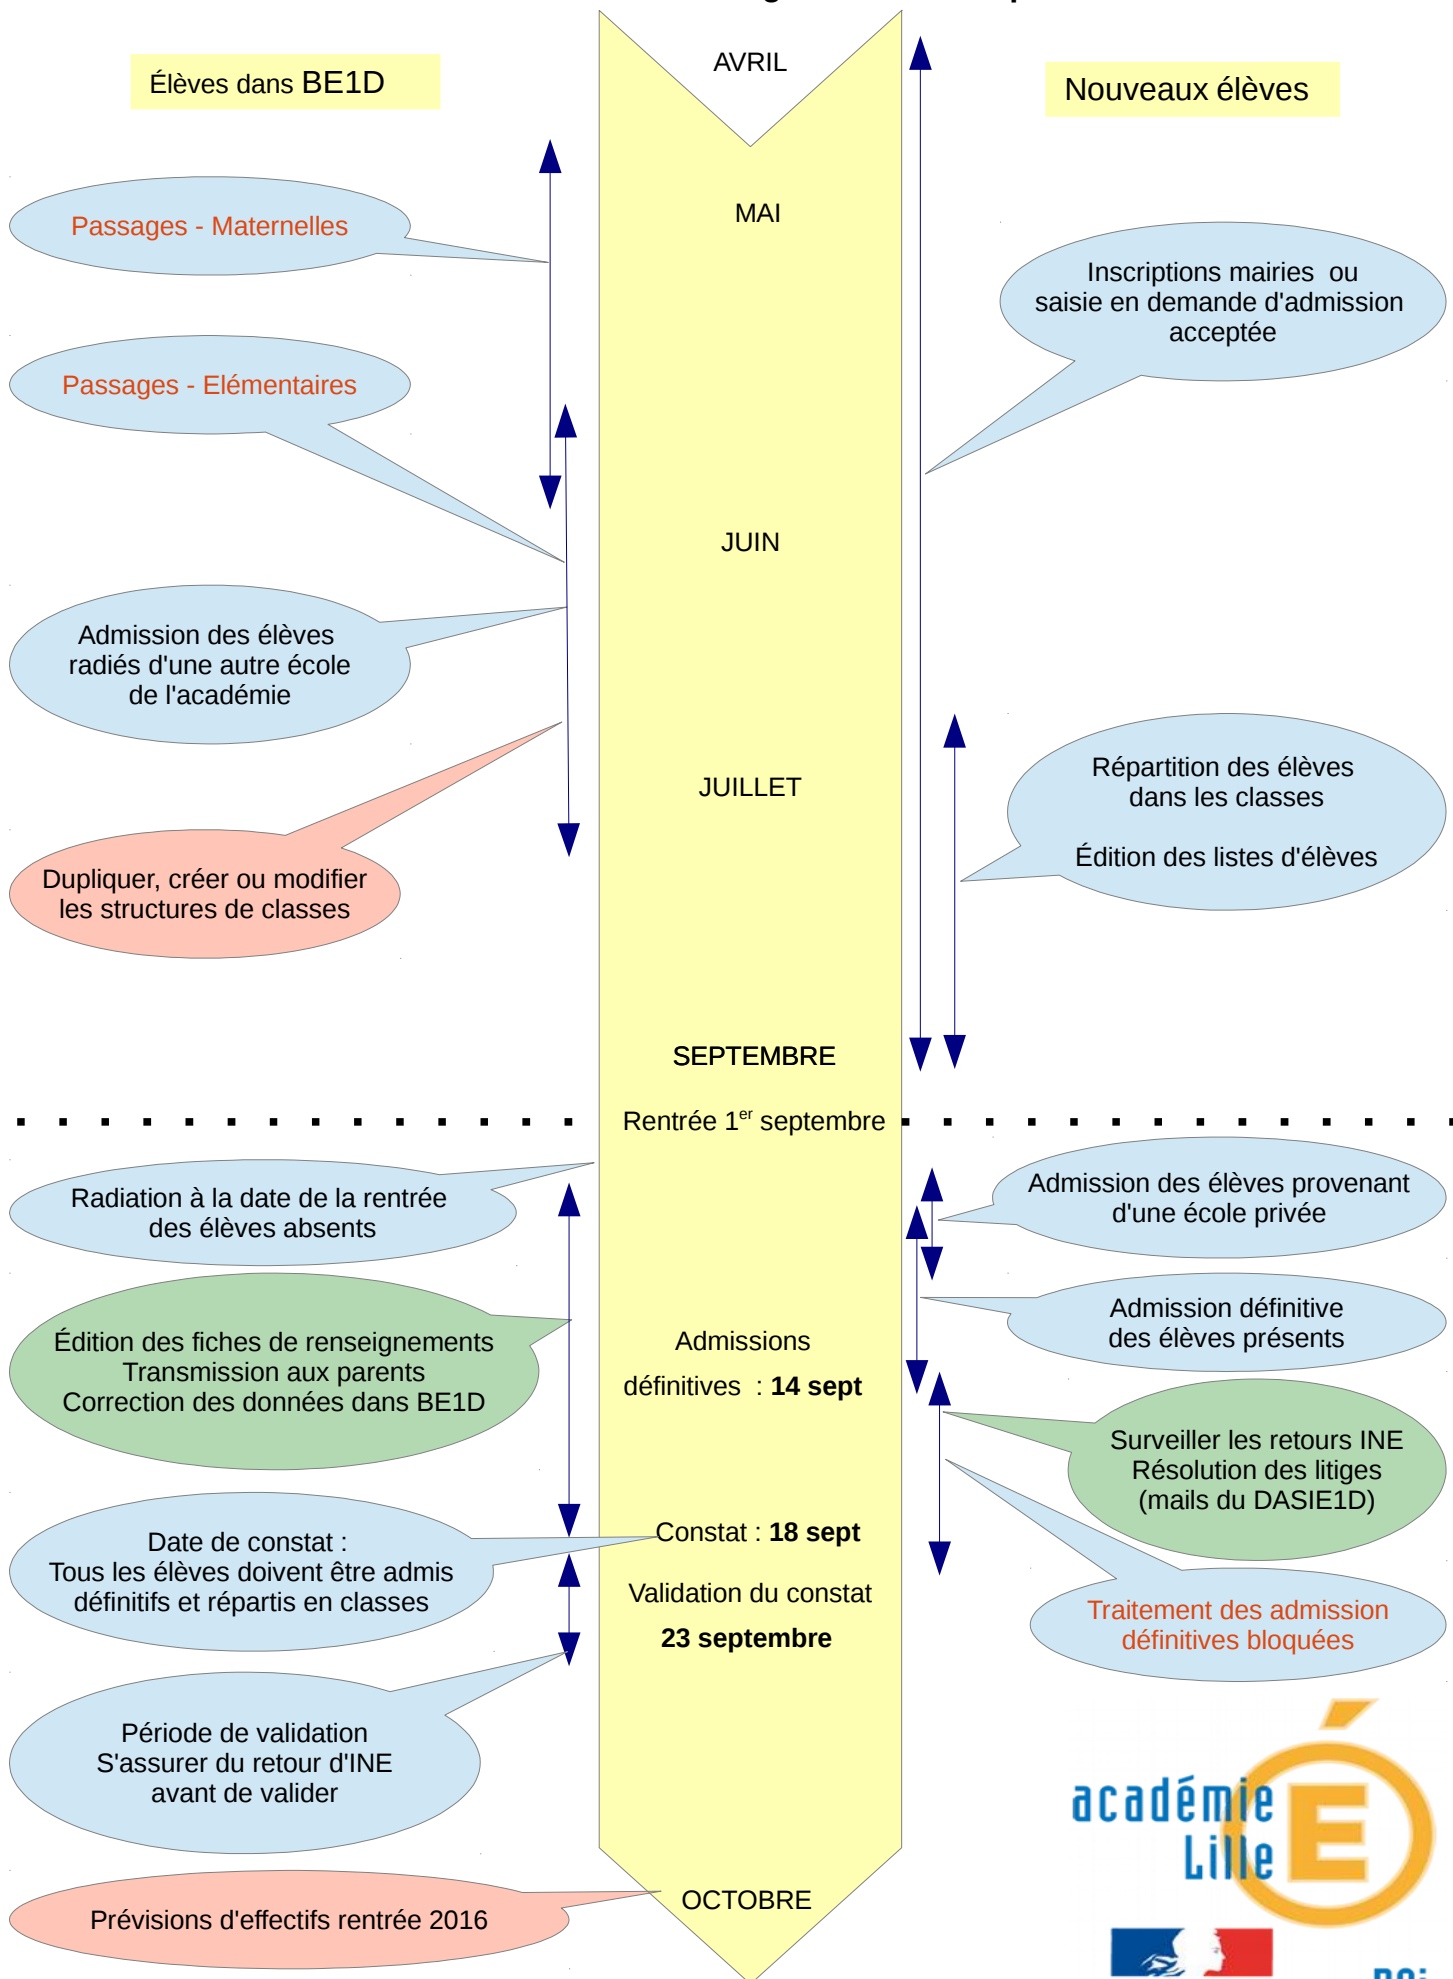 AVRIL
Élèves dans BE1D
Nouveaux élèves
MAI
Passages - Maternelles
Inscriptions mairies ou
saisie en demande d'admission
acceptée
Passages - Elémentaires
JUIN
Admission des élèves
radiés d'une autre école
de l'académie
JUILLET
Répartition des élèves
dans les classes
Édition des listes d'élèves
Dupliquer, créer ou modifier
les structures de classes
SEPTEMBRE
Rentrée 1er septembre
Radiation à la date de la rentrée
des élèves absents
Admission des élèves provenant
d'une école privée
Édition des fiches de renseignements
Transmission aux parents
Correction des données dans BE1D
Admissions
définitives : 14 sept
Admission définitive
des élèves présents
Surveiller les retours INE
Résolution des litiges
(mails du DASIE1D)
Date de constat :
Tous les élèves doivent être admis
définitifs et répartis en classes
Constat : 18 sept
Validation du constat
23 septembre
Traitement des admission
définitives bloquées
Période de validation
S'assurer du retour d'INE
avant de valider
académie
Lille
É
Prévisions d'effectifs rentrée 2016
OCTOBRE